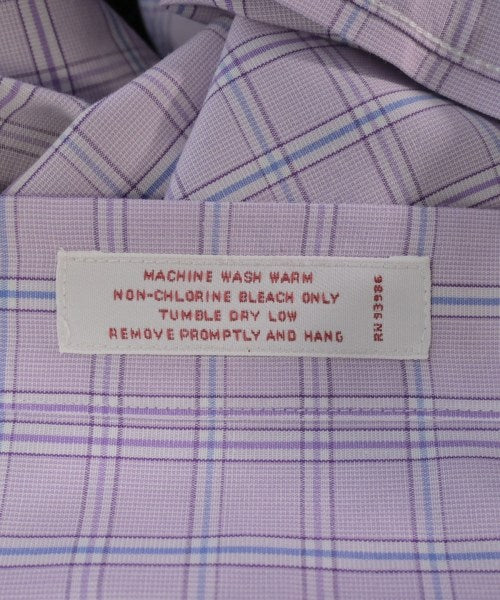 MACHINE WASH WARM
NON-CHLORINE BLEACH ONLY
TUMBLE DRY LOW
REMOVE PROMPTLY AND HANG
RN 93986